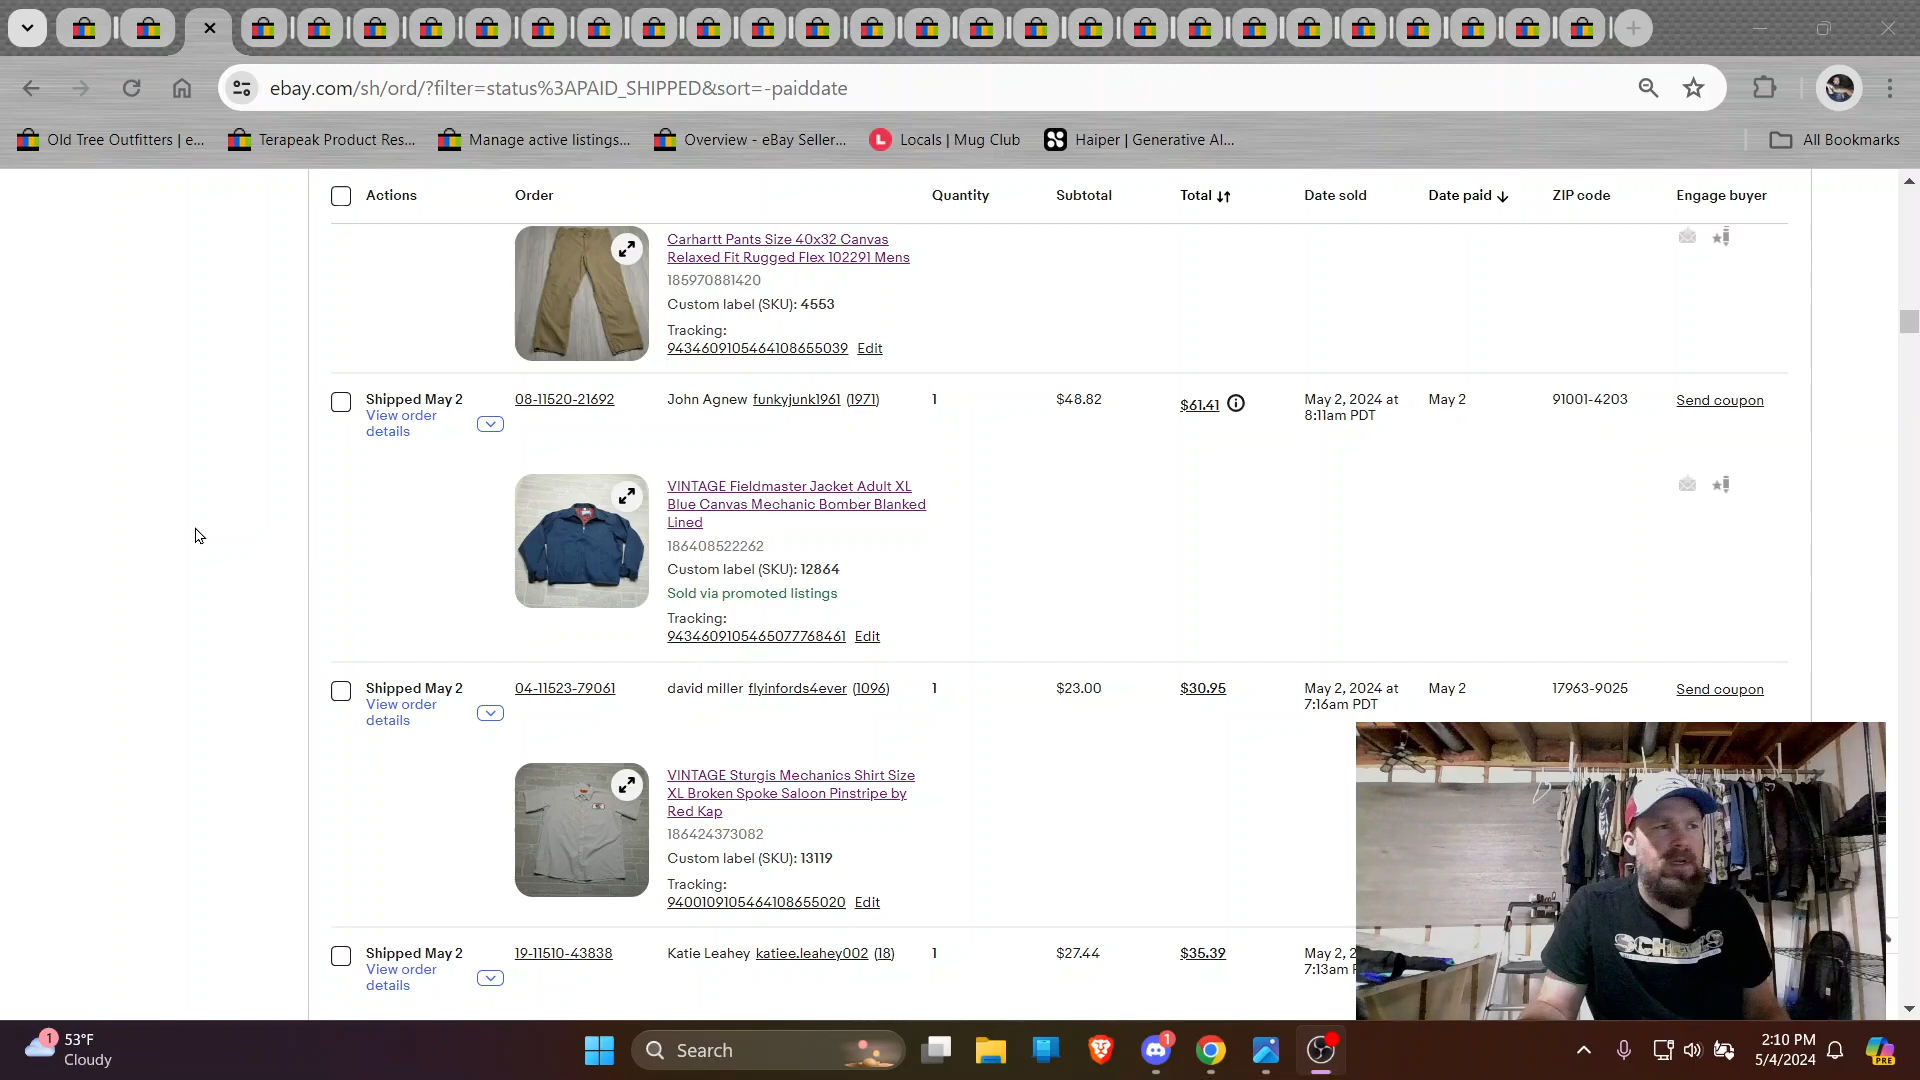 ebay.com/sh/ord/?filter=status%3APAID_SHIPPED&sort=-paiddate
Old Tree Outfitters | e...
Terapeak Product Res...
Manage active listings...
Overview - eBay Seller...
L
Locals | Mug Club
Haiper | Generative AI...
All Bookmarks
Actions
Order
Quantity
Subtotal
Total
Date sold
Date paid
ZIP code
Engage buyer
Carhartt Pants Size 40x32 Canvas
Relaxed Fit Rugged Flex 102291 Mens
185970881420
Custom label (SKU): 4553
Tracking:
9434609105464108655039 Edit
Shipped May 2
View order
details
08-11520-21692
John Agnew funkyjunk1961 (1971)
1
$48.82
$61.41
May 2, 2024 at
8:11am PDT
May 2
91001-4203
Send coupon
VINTAGE Fieldmaster Jacket Adult XL
Blue Canvas Mechanic Bomber Blanked
Lined
186408522262
Custom label (SKU): 12864
Sold via promoted listings
Tracking:
9434609105465077768461 Edit
Shipped May 2
View order
details
04-11523-79061
david miller flyinfords4ever (1096)
1
$23.00
$30.95
May 2, 2024 at
7:16am PDT
May 2
17963-9025
Send coupon
VINTAGE Sturgis Mechanics Shirt Size
XL Broken Spoke Saloon Pinstripe by
Red Kap
186424373082
Custom label (SKU): 13119
Tracking:
9400109105464108655020 Edit
Shipped May 2
View order
details
19-11510-43838
Katie Leahey katiee.leahey002 (18)
1
$27.44
$35.39
May 2, 2
7:13am
SCHEELS
1
53°F
Cloudy
Search
1
2:10 PM
5/4/2024
PRE